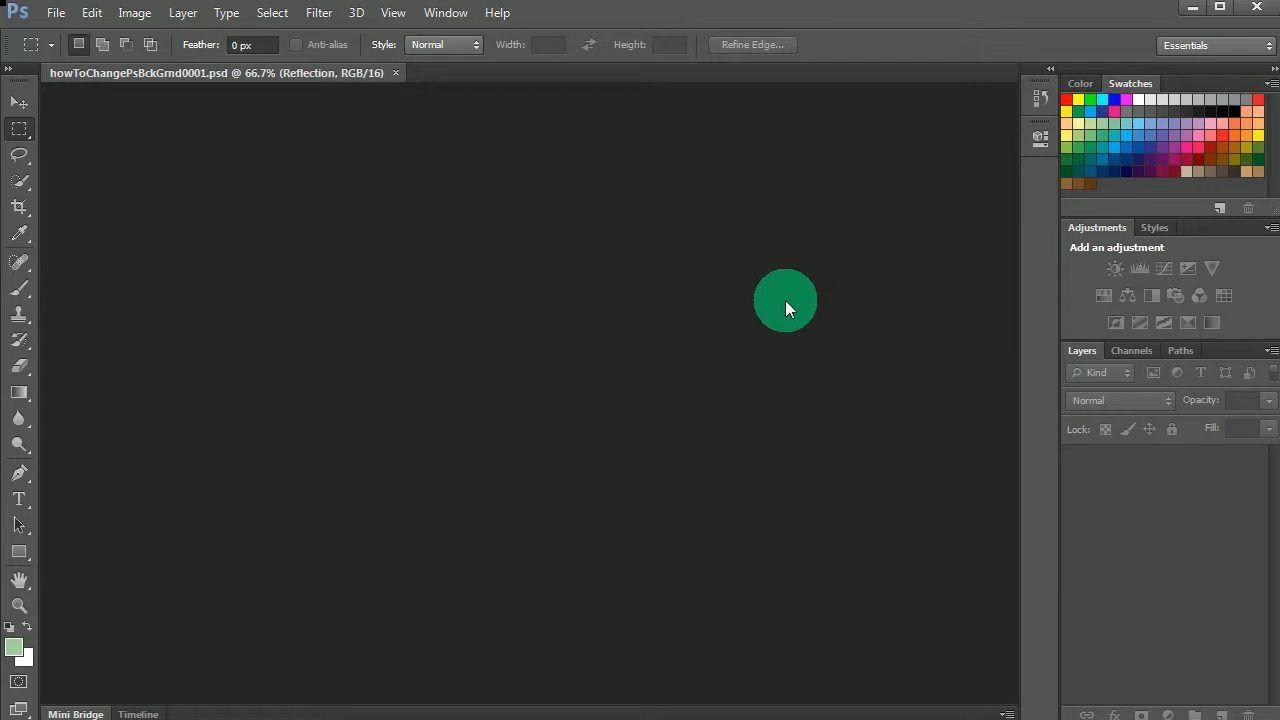 Ps File Edit Image Layer Type Select Filter 3D View Window Help
Feather: 0 px Anti-alias Style: Normal Width: Height: Refine Edge... Essentials
howToChangePsBckGrnd0001.psd @ 66.7% (Reflection, RGB/16) ×
Color Swatches
Adjustments Styles
Add an adjustment
Layers Channels Paths
Kind
Normal Opacity:
Lock: Fill:
Mini Bridge Timeline